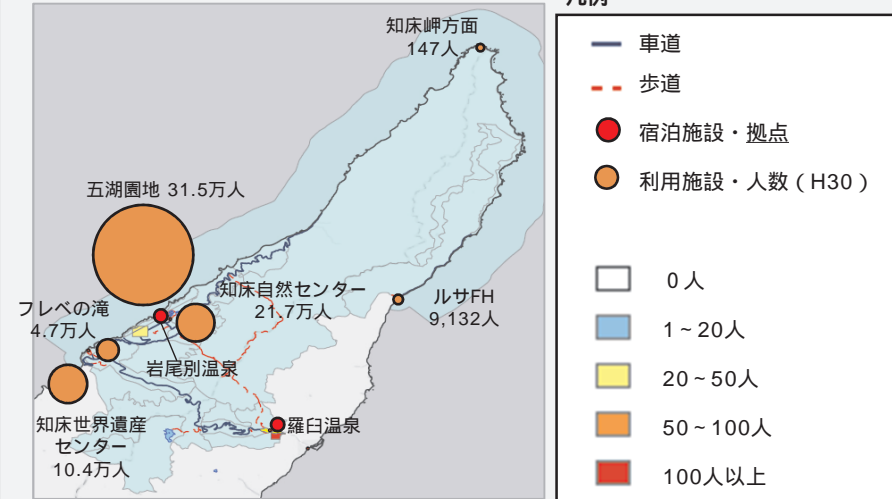 凡例
知床岬方面
147人
五湖園地 31.5万人
知床自然センター
21.7万人
ルサFH
9,132人
フレペの滝
4.7万人
岩尾別温泉
知床世界遺産
センター
10.4万人
羅臼温泉
車道
歩道
宿泊施設・拠点
利用施設・人数(H30)
0人
1~20人
20~50人
50~100人
100人以上